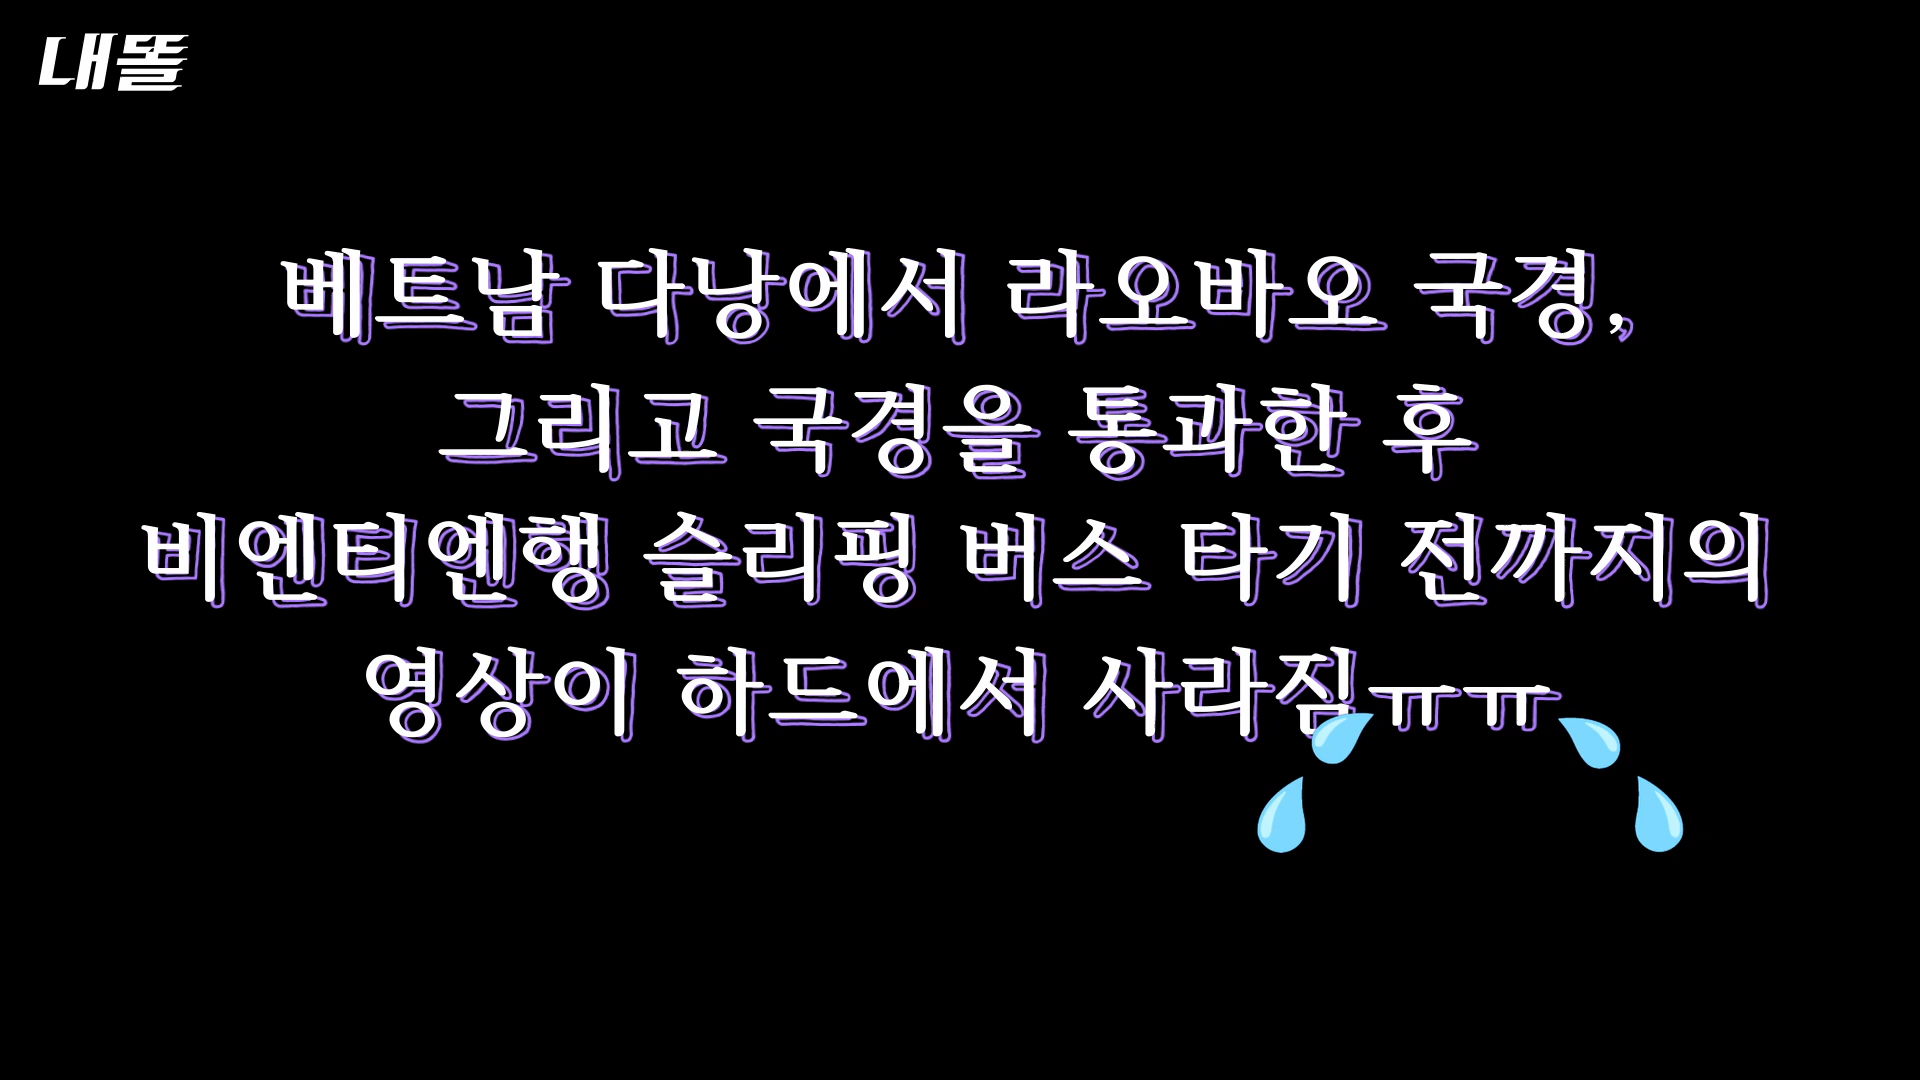 내똘
베트남 다낭에서 라오바오 국경,
그리고 국경을 통과한 후
비엔티엔행 슬리핑 버스 타기 전까지의
영상이 하드에서 사라짐ㅠㅠ